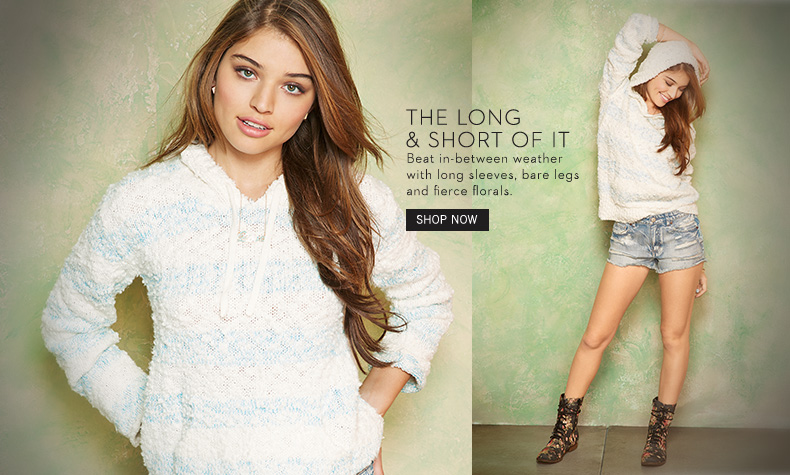 THE LONG
& SHORT OF IT
Beat in-between weather
with long sleeves, bare legs
and fierce florals.
SHOP NOW